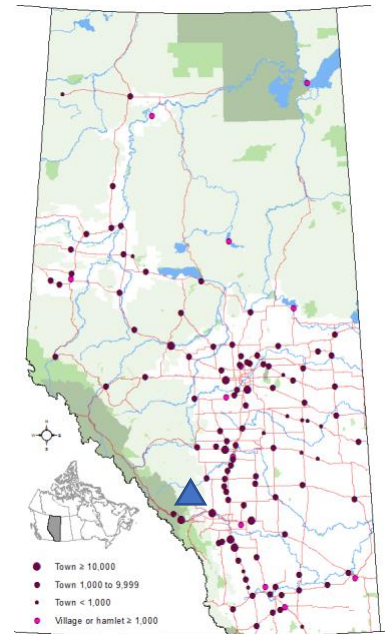 Town ≥ 10,000
Town 1,000 to 9,999
Town < 1,000
Village or hamlet ≥ 1,000